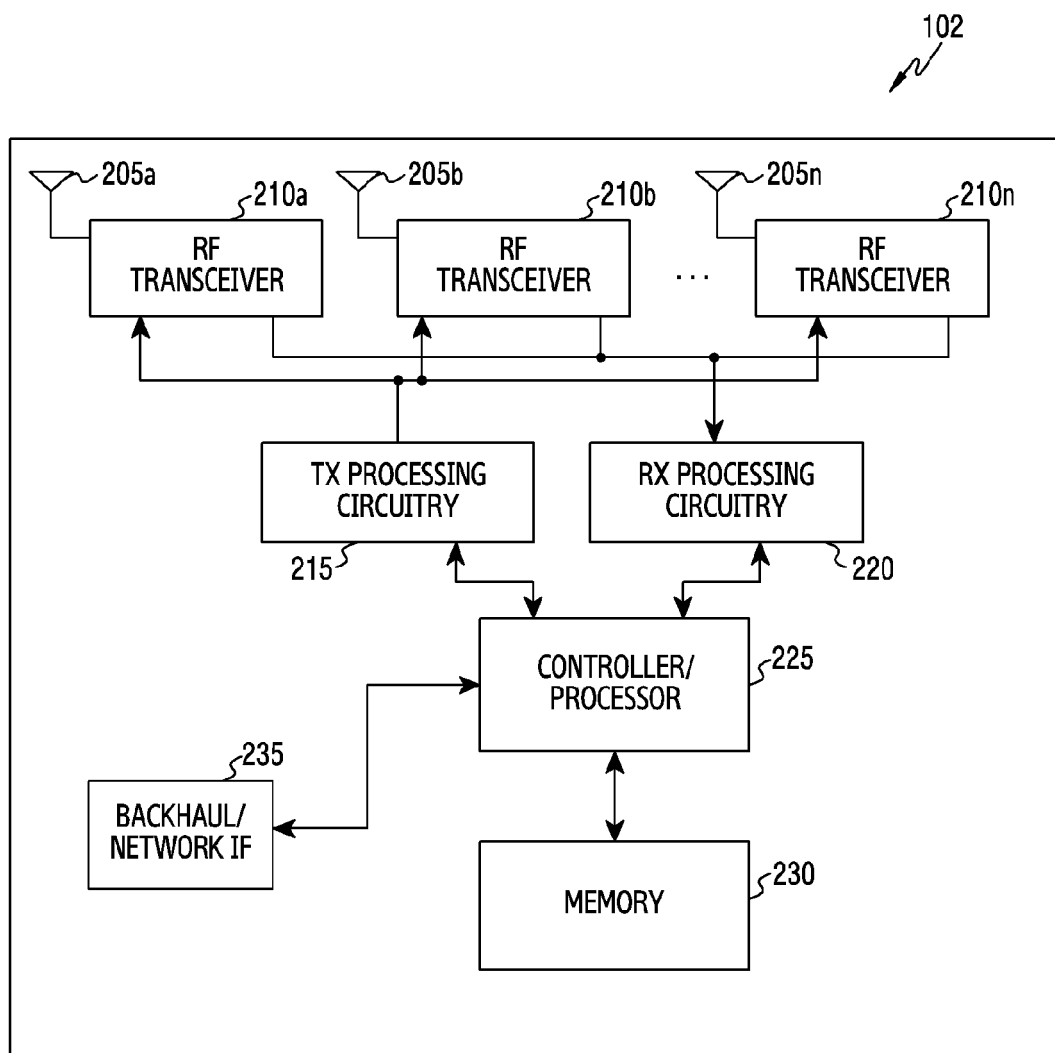 102
205a
205b
205n
210a
210b
210n
RF
TRANSCEIVER
RF
TRANSCEIVER
...
RF
TRANSCEIVER
TX PROCESSING
CIRCUITRY
RX PROCESSING
CIRCUITRY
215
220
CONTROLLER/
PROCESSOR
225
235
BACKHAUL/
NETWORK IF
MEMORY
230